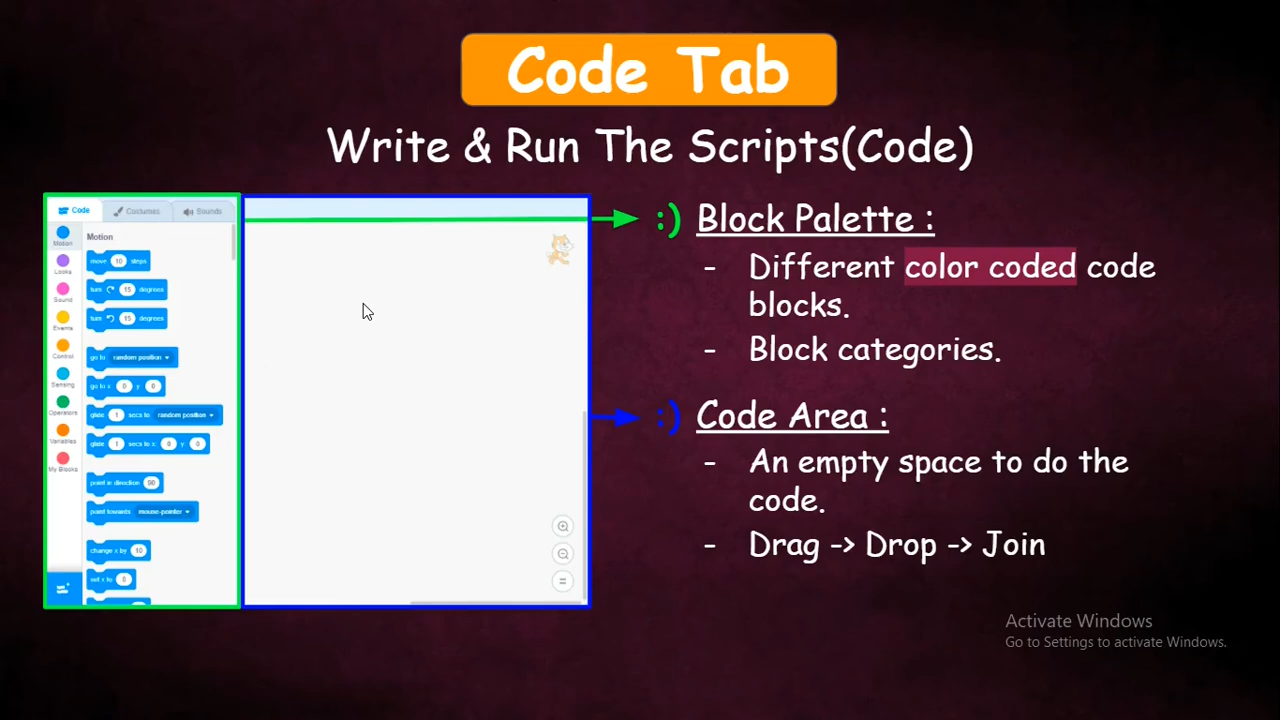 Code Tab
Write & Run The Scripts(Code)
Code Costumes Sounds
Motion
Looks
Sound
Events
Control
Sensing
Operators
Variables
My Blocks
Motion
move 10 steps
turn 15 degrees
turn 15 degrees
go to random position
go to x: 0 y: 0
glide 1 secs to random position
glide 1 secs to x: 0 y: 0
point in direction 90
point towards mouse-pointer
change x by 10
set x to 0
:) Block Palette :
- Different color coded code
blocks.
- Block categories.
:) Code Area :
- An empty space to do the
code.
- Drag -> Drop -> Join
Activate Windows
Go to Settings to activate Windows.